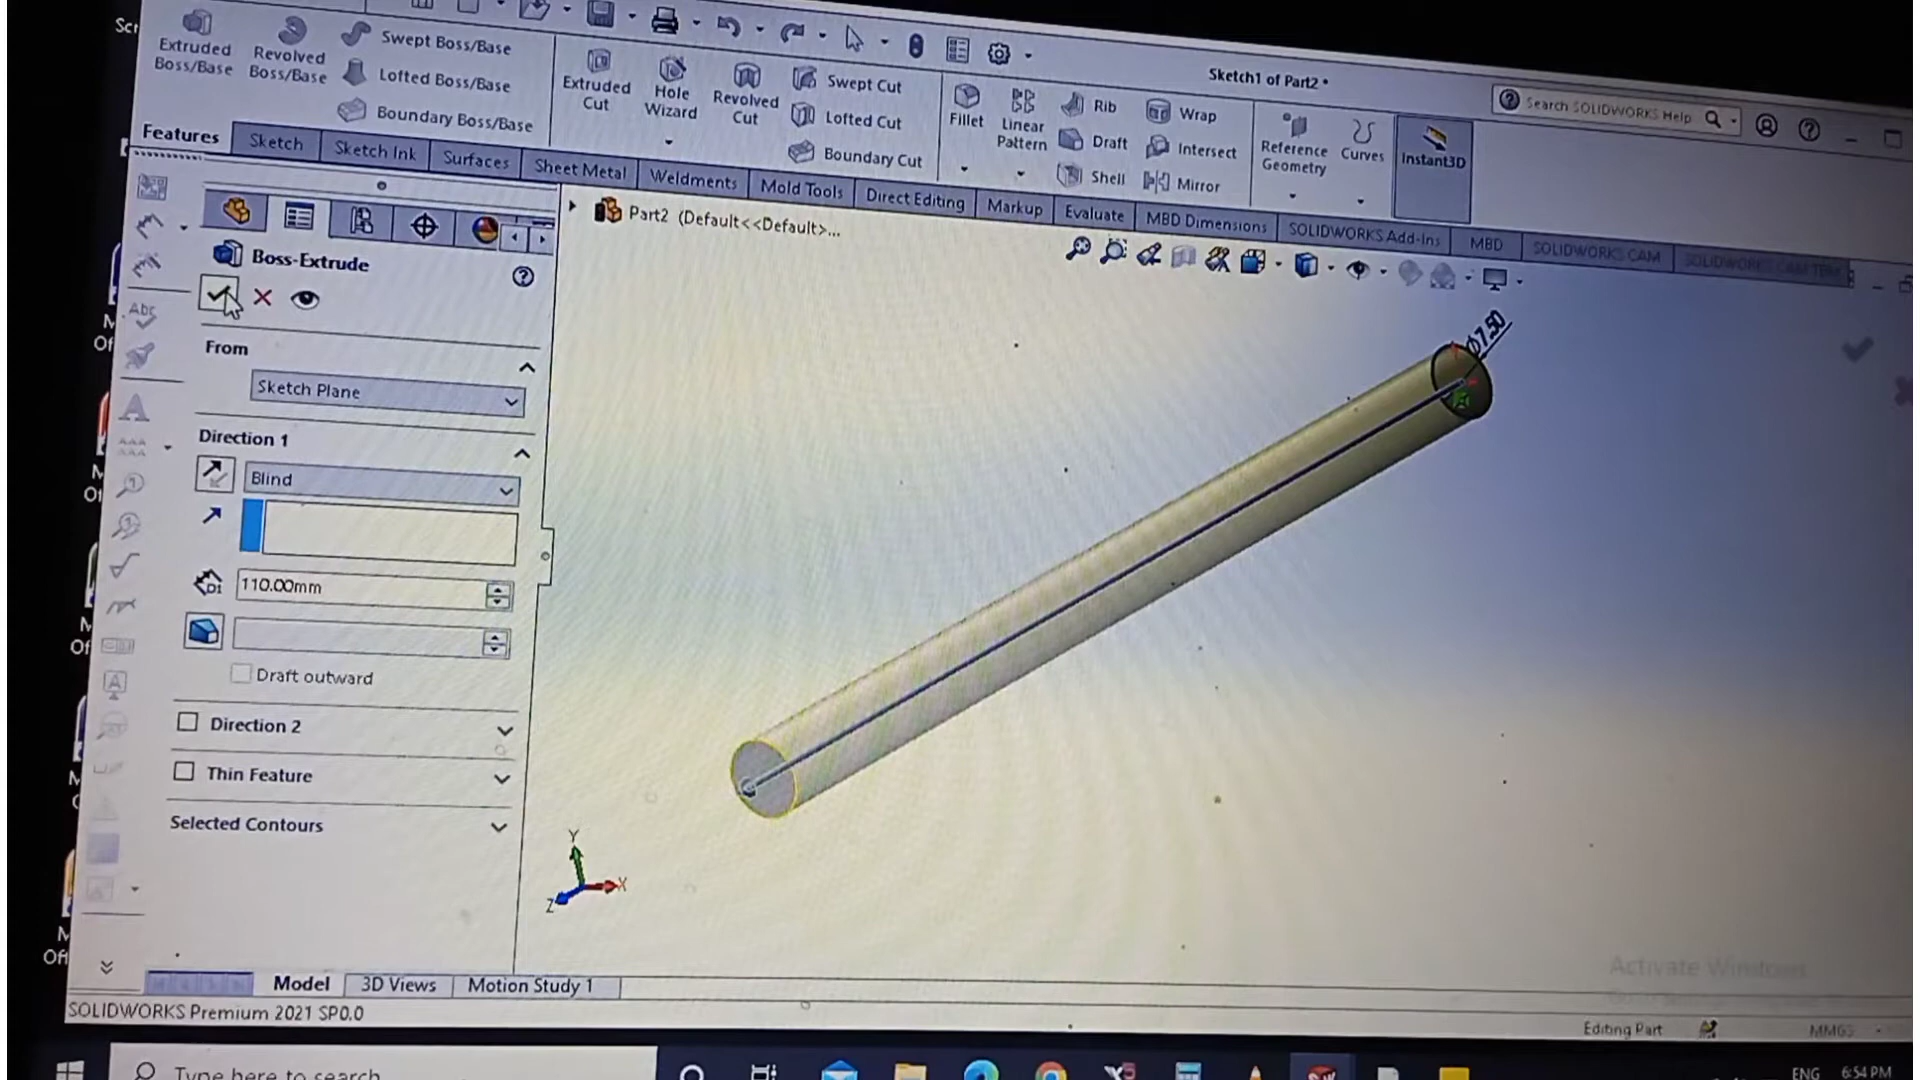 Scr
Extruded Boss/Base
Revolved Boss/Base
Swept Boss/Base
Lofted Boss/Base
Boundary Boss/Base
Extruded Cut
Hole Wizard
Revolved Cut
Swept Cut
Lofted Cut
Boundary Cut
Fillet
Linear Pattern
Rib
Draft
Shell
Wrap
Intersect
Mirror
Reference Geometry
Curves
Instant3D
Sketch1 of Part2 *
Search SOLIDWORKS Help
Features
Sketch
Sketch Ink
Surfaces
Sheet Metal
Weldments
Mold Tools
Direct Editing
Markup
Evaluate
MBD Dimensions
SOLIDWORKS Add-Ins
MBD
SOLIDWORKS CAM
Part2 (Default<<Default>...
Boss-Extrude
From
Sketch Plane
Direction 1
Blind
110.00mm
Draft outward
Direction 2
Thin Feature
Selected Contours
Φ7.50
Y
X
Z
Model
3D Views
Motion Study 1
SOLIDWORKS Premium 2021 SP0.0
Activate Windows
Editing Part
MMGS
Type here to search
ENG
6:54 PM